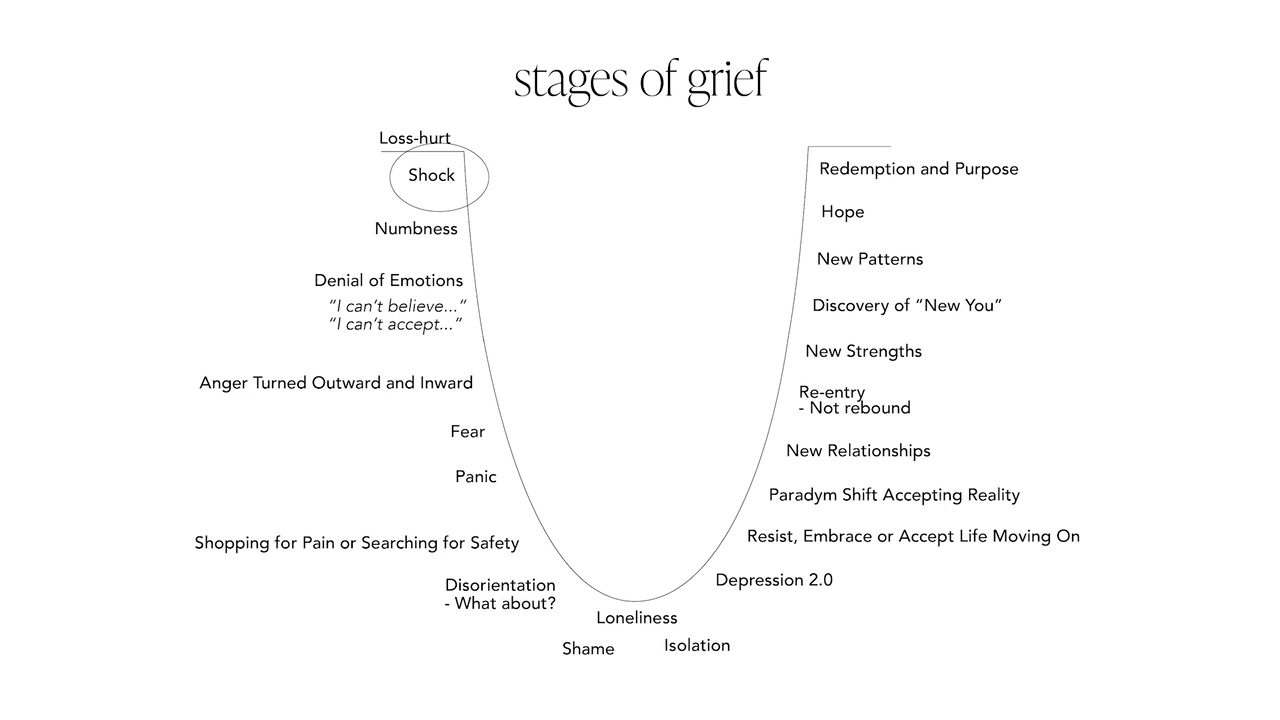 stages of grief
Loss-hurt
Shock
Numbness
Denial of Emotions
“I can’t believe...”
“I can’t accept...”
Anger Turned Outward and Inward
Fear
Panic
Shopping for Pain or Searching for Safety
Disorientation
- What about?
Loneliness
Shame
Isolation
Depression 2.0
Resist, Embrace or Accept Life Moving On
Paradym Shift Accepting Reality
New Relationships
Re-entry
- Not rebound
New Strengths
Discovery of “New You”
New Patterns
Hope
Redemption and Purpose